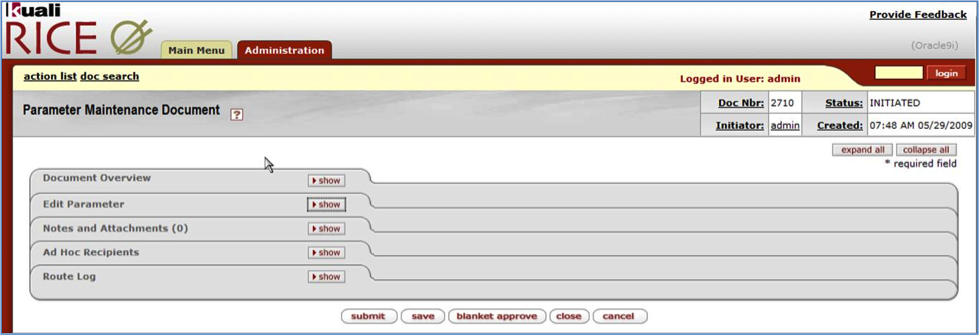 Kuali
RICE
Provide Feedback
(Oracle9i)
Main Menu Administration
action list doc search
Logged in User: admin
login
Parameter Maintenance Document ?
Doc Nbr: 2710 Status: INITIATED
Initiator: admin Created: 07:48 AM 05/29/2009
expand all collapse all
* required field
Document Overview show
Edit Parameter show
Notes and Attachments (0) show
Ad Hoc Recipients show
Route Log show
submit save blanket approve close cancel